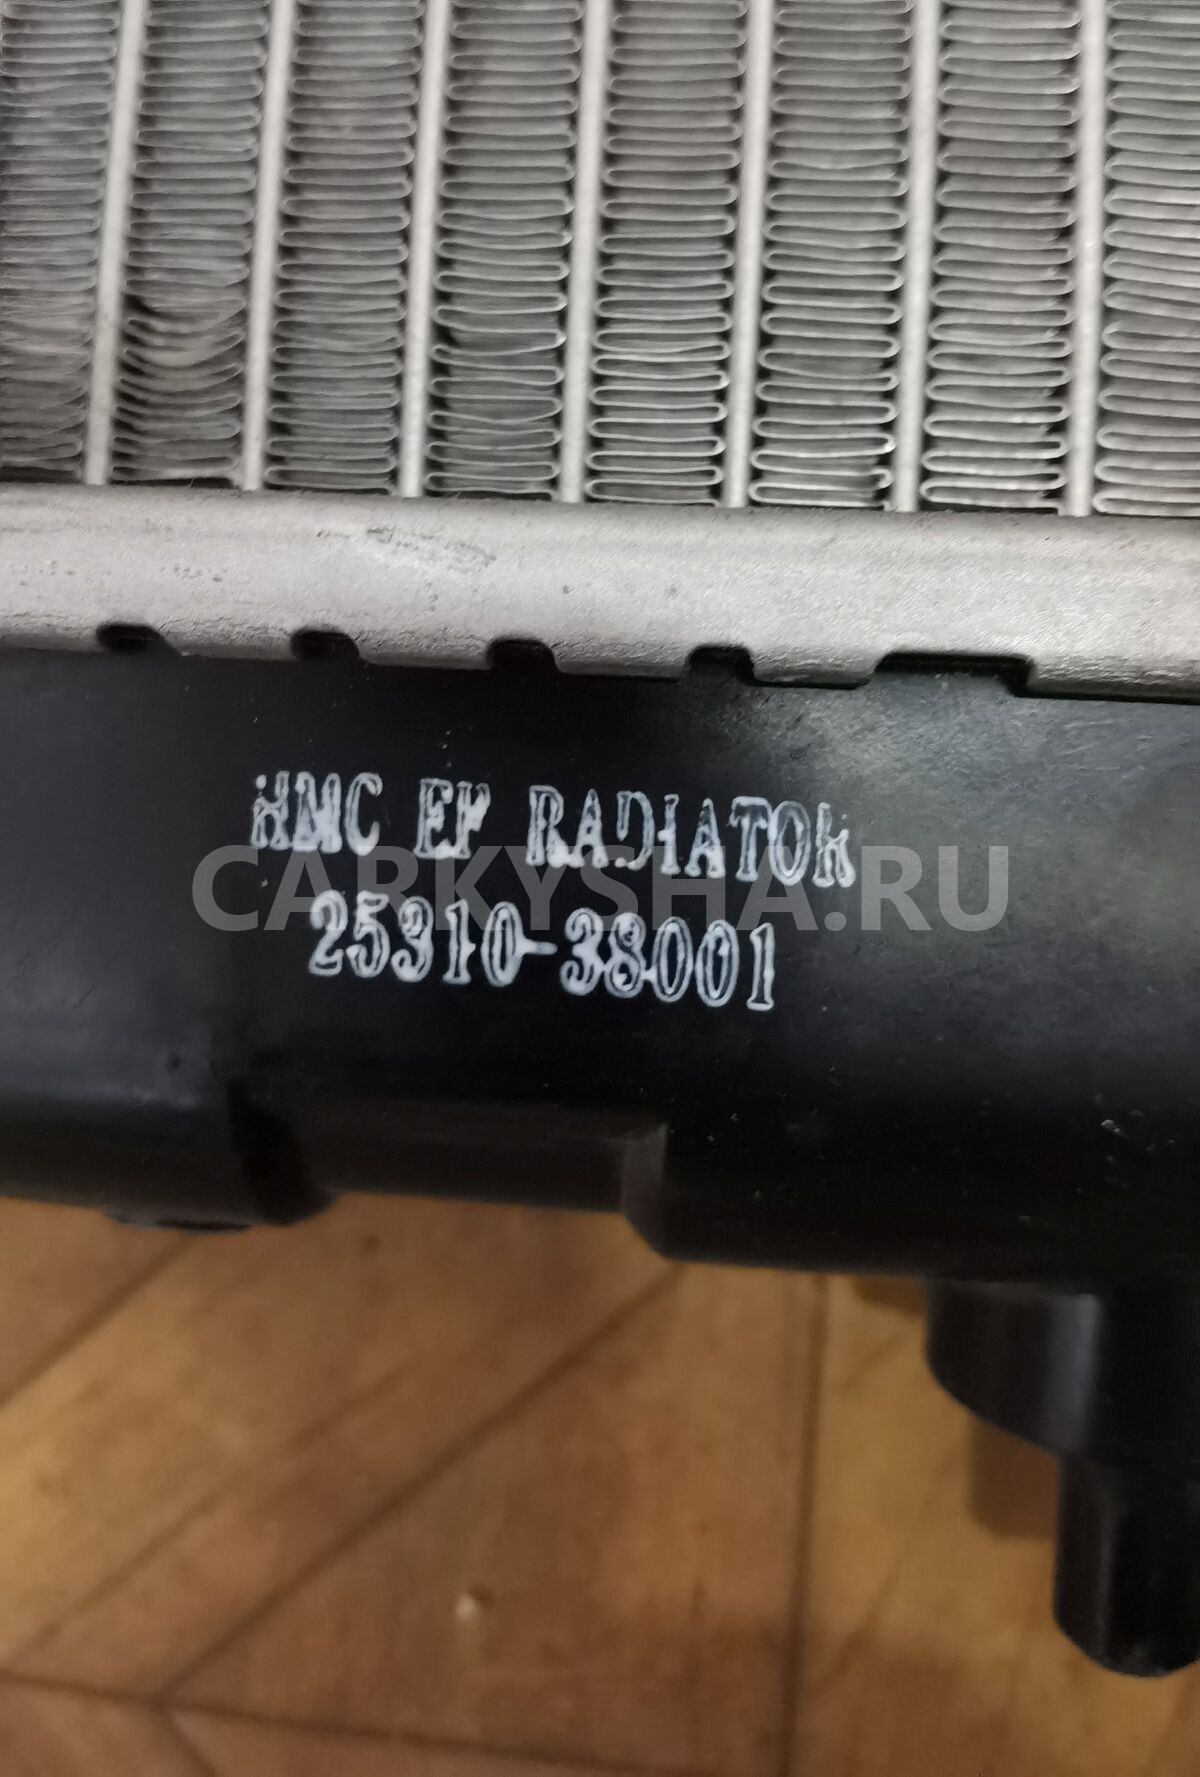 HMC EF RADIATOR
CARKYSHA.RU
25310-38001